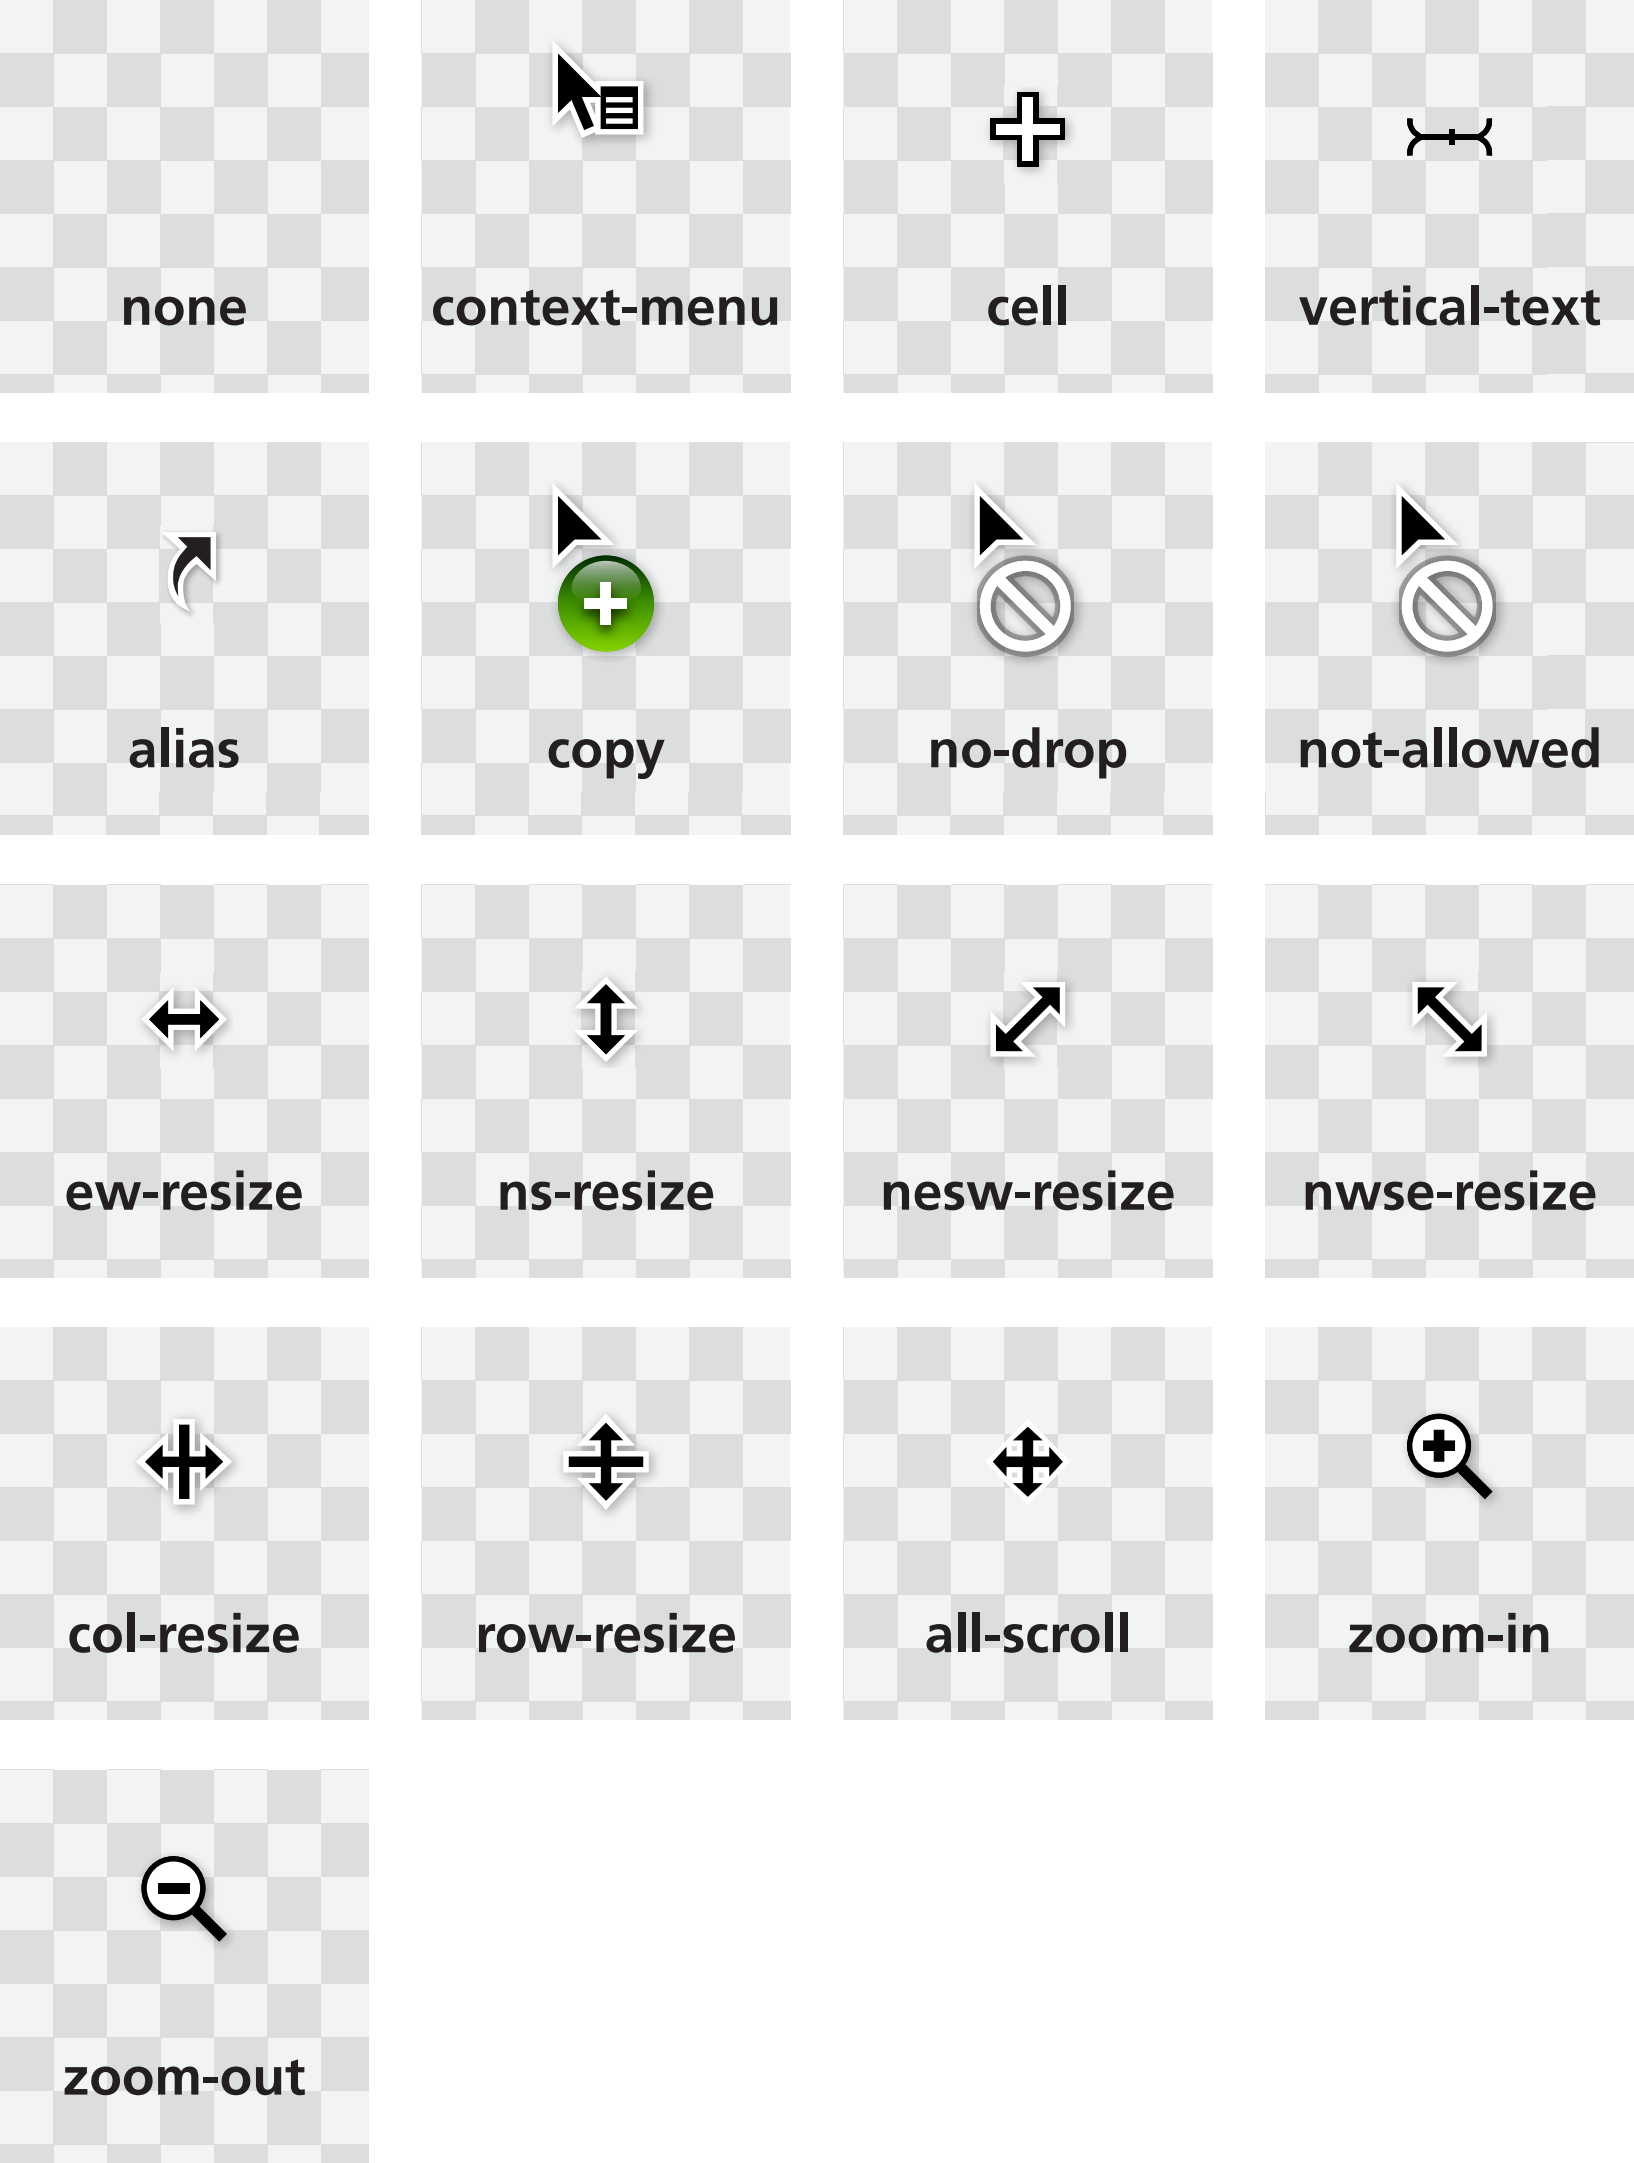 none
context-menu
cell
vertical-text
alias
copy
no-drop
not-allowed
ew-resize
ns-resize
nesw-resize
nwse-resize
col-resize
row-resize
all-scroll
zoom-in
zoom-out